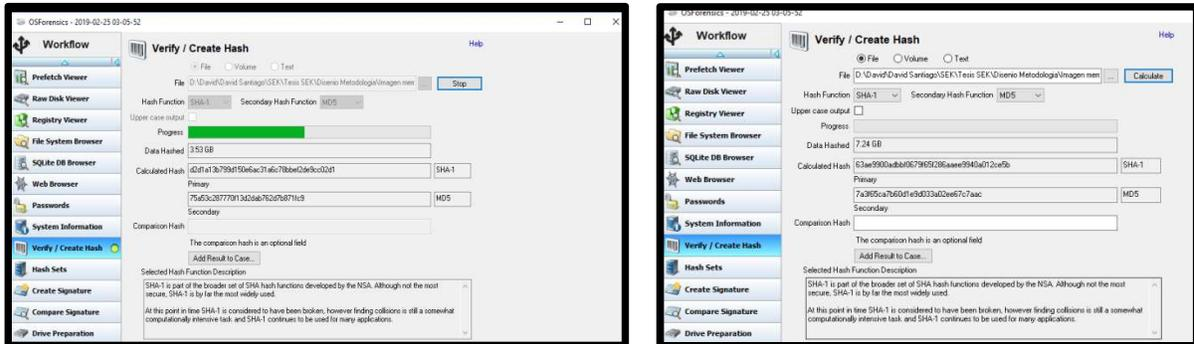 OSForensics - 2019-02-25 03-05-52
Workflow
Prefetch Viewer
Raw Disk Viewer
Registry Viewer
File System Browser
SQLite DB Browser
Web Browser
Passwords
System Information
Verify / Create Hash
Hash Sets
Create Signature
Compare Signature
Drive Preparation
Verify / Create Hash
Help
File Volume Text
File D:\David\David Santiago\SEK\Tesis SEK\Disenio Metodologia\Imagen mem ... Stop
Hash Function SHA-1 Secondary Hash Function MD5
Upper case output
Progress
Data Hashed 3.53 GB
Calculated Hash SHA-1
Primary
MD5
Secondary
Comparison Hash
The comparison hash is an optional field
Add Result to Case...
Selected Hash Function Description
SHA-1 is part of the broader set of SHA hash functions developed by the NSA. Although not the most
secure, SHA-1 is by far the most widely used.
At this point in time SHA-1 is considered to have been broken, however finding collisions is still a somewhat
computationally intensive task and SHA-1 continues to be used for many applications.
OSForensics - 2019-02-25 03-05-52
Workflow
Prefetch Viewer
Raw Disk Viewer
Registry Viewer
File System Browser
SQLite DB Browser
Web Browser
Passwords
System Information
Verify / Create Hash
Hash Sets
Create Signature
Compare Signature
Drive Preparation
Verify / Create Hash
Help
File Volume Text
File D:\David\David Santiago\SEK\Tesis SEK\Disenio Metodologia\Imagen mem ... Calculate
Hash Function SHA-1 Secondary Hash Function MD5
Upper case output
Progress
Data Hashed 7.24 GB
Calculated Hash SHA-1
Primary
7a3f65ca7b60d1e9d033a02ee67c7aac MD5
Secondary
Comparison Hash
The comparison hash is an optional field
Add Result to Case...
Selected Hash Function Description
SHA-1 is part of the broader set of SHA hash functions developed by the NSA. Although not the most
secure, SHA-1 is by far the most widely used.
At this point in time SHA-1 is considered to have been broken, however finding collisions is still a somewhat
computationally intensive task and SHA-1 continues to be used for many applications.